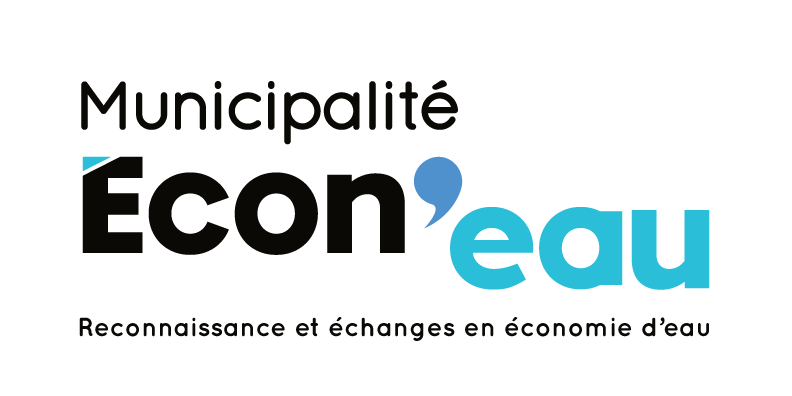 Municipalité
Écon'eau
Reconnaissance et échanges en économie d'eau